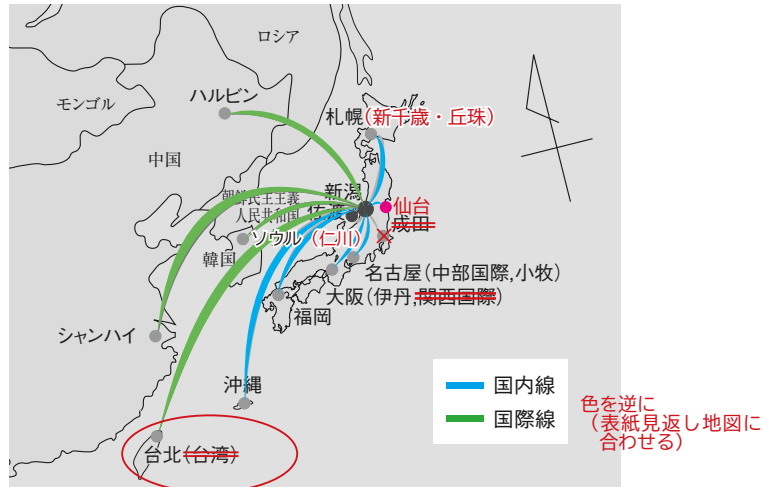 ロシア
モンゴル
ハルビン
札幌(新千歳・丘珠)
中国
新潟
朝鮮民主主義
人民共和国
佐渡
仙台
成田
ソウル(仁川)
韓国
名古屋(中部国際,小牧)
大阪(伊丹,関西国際)
福岡
シャンハイ
沖縄
国内線
国際線
色を逆に
(表紙見返し地図に
合わせる)
台北(台湾)